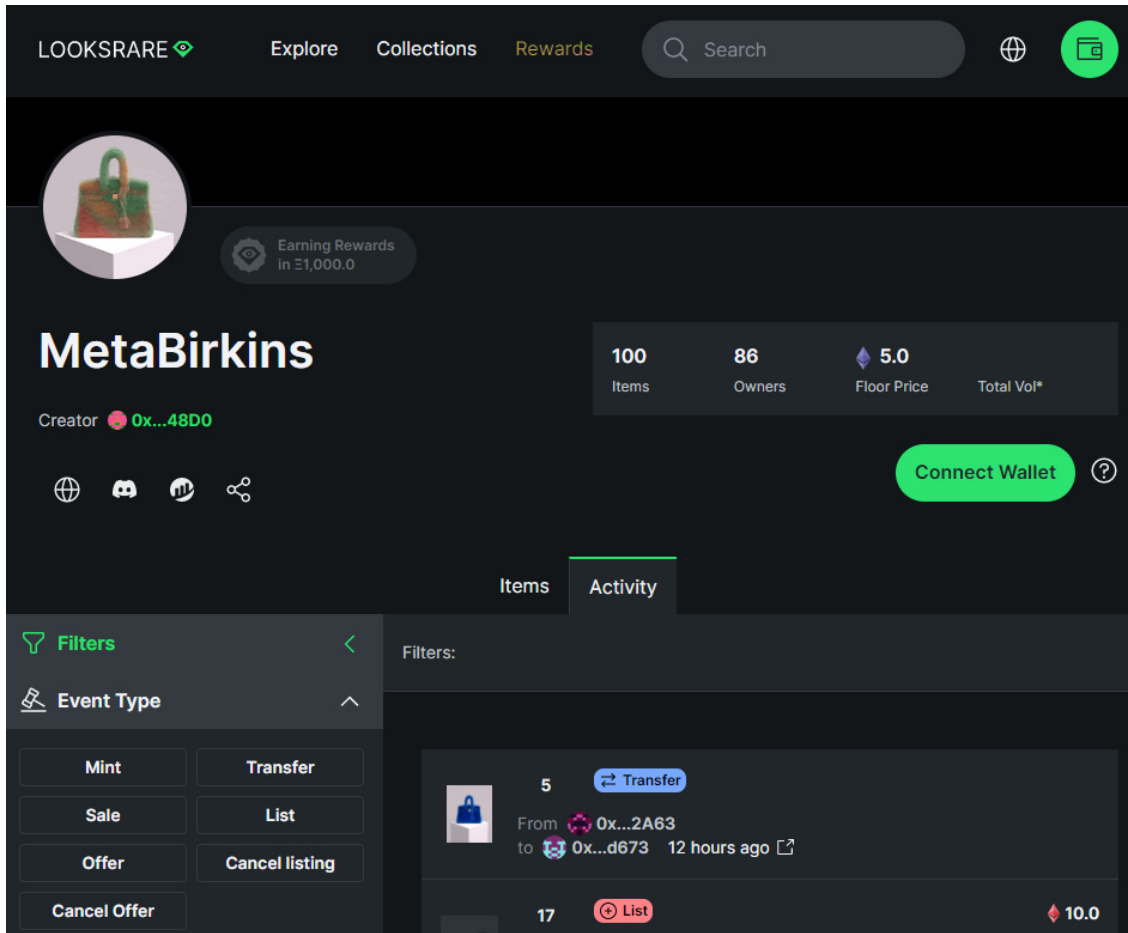 LOOKSRARE Explore Collections Rewards Search
Earning Rewards
in Ξ1,000.0
MetaBirkins
100 86 5.0
Items Owners Floor Price Total Vol*
Creator 0x...48D0
Connect Wallet
Items Activity
Filters
Filters:
Event Type
Mint Transfer
Sale List
Offer Cancel listing
Cancel Offer
5 Transfer
From 0x...2A63
to 0x...d673 12 hours ago
17 List 10.0